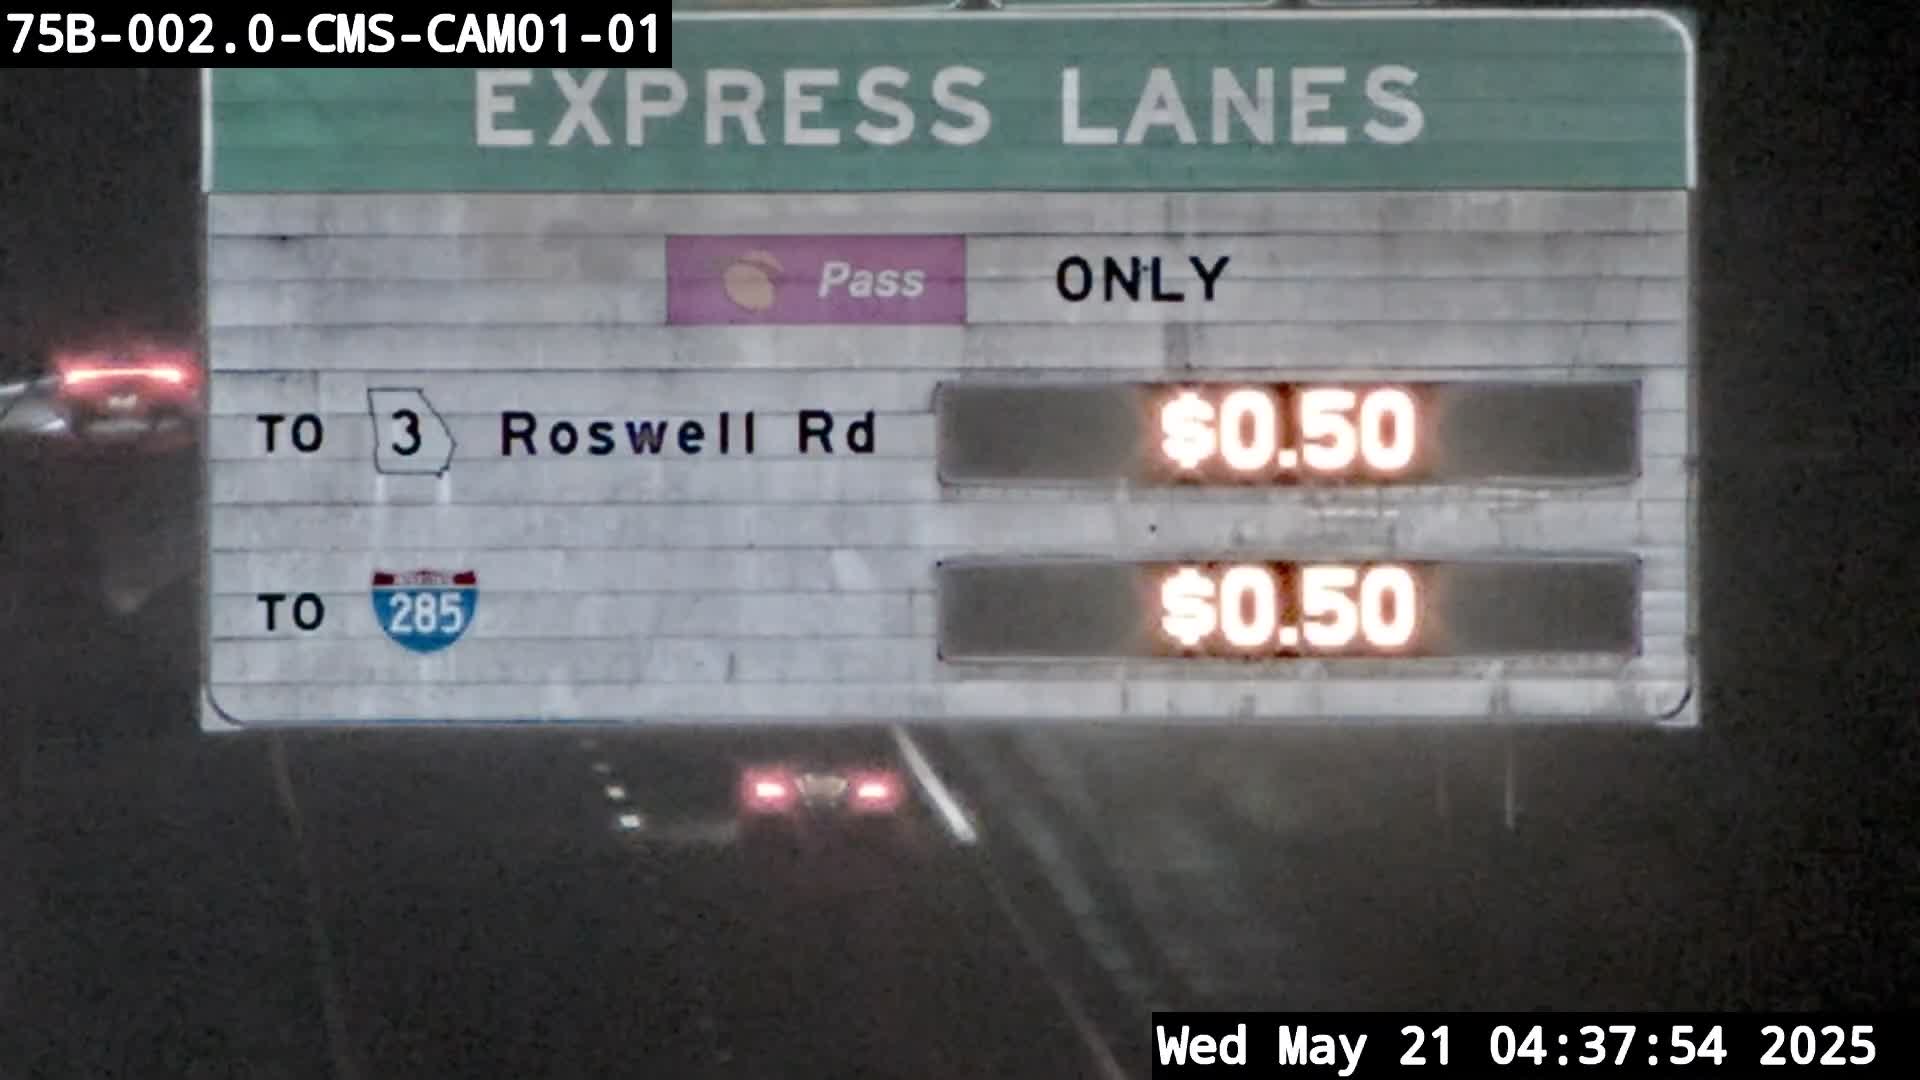 75B-002.0-CMS-CAM01-01
EXPRESS LANES
Pass ONLY
TO 3 Roswell Rd $0.50
TO 285 $0.50
Wed May 21 04:37:54 2025